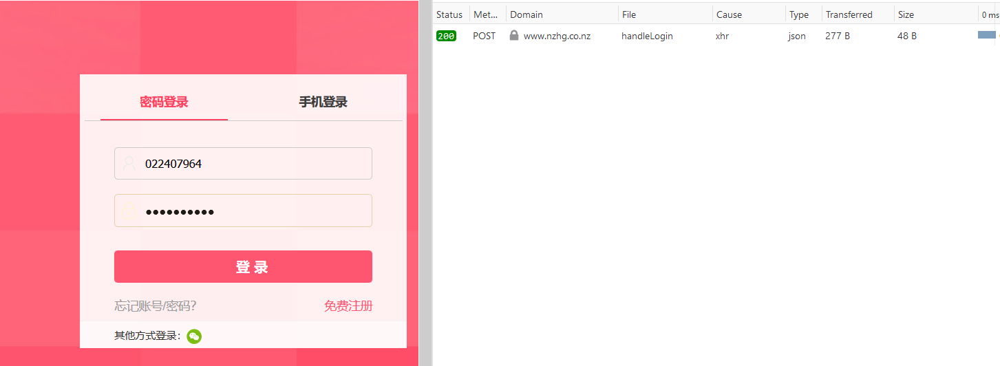 密码登录 手机登录
022407964
••••••••••
登 录
忘记账号/密码? 免费注册
其他方式登录：
Status Met... Domain File Cause Type Transferred Size 0 ms
200 POST www.nzhg.co.nz handleLogin xhr json 277 B 48 B